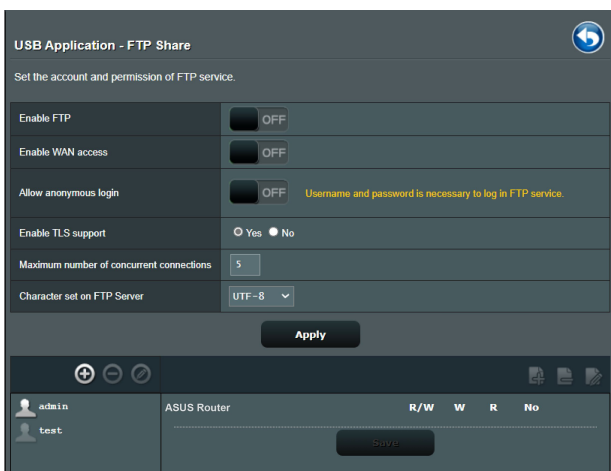 USB Application - FTP Share
Set the account and permission of FTP service.
Enable FTP
OFF
Enable WAN access
OFF
Allow anonymous login
OFF
Username and password is necessary to log in FTP service.
Enable TLS support
Yes No
Maximum number of concurrent connections
5
Character set on FTP Server
UTF-8
Apply
admin
test
ASUS Router
R/W W R No
Save